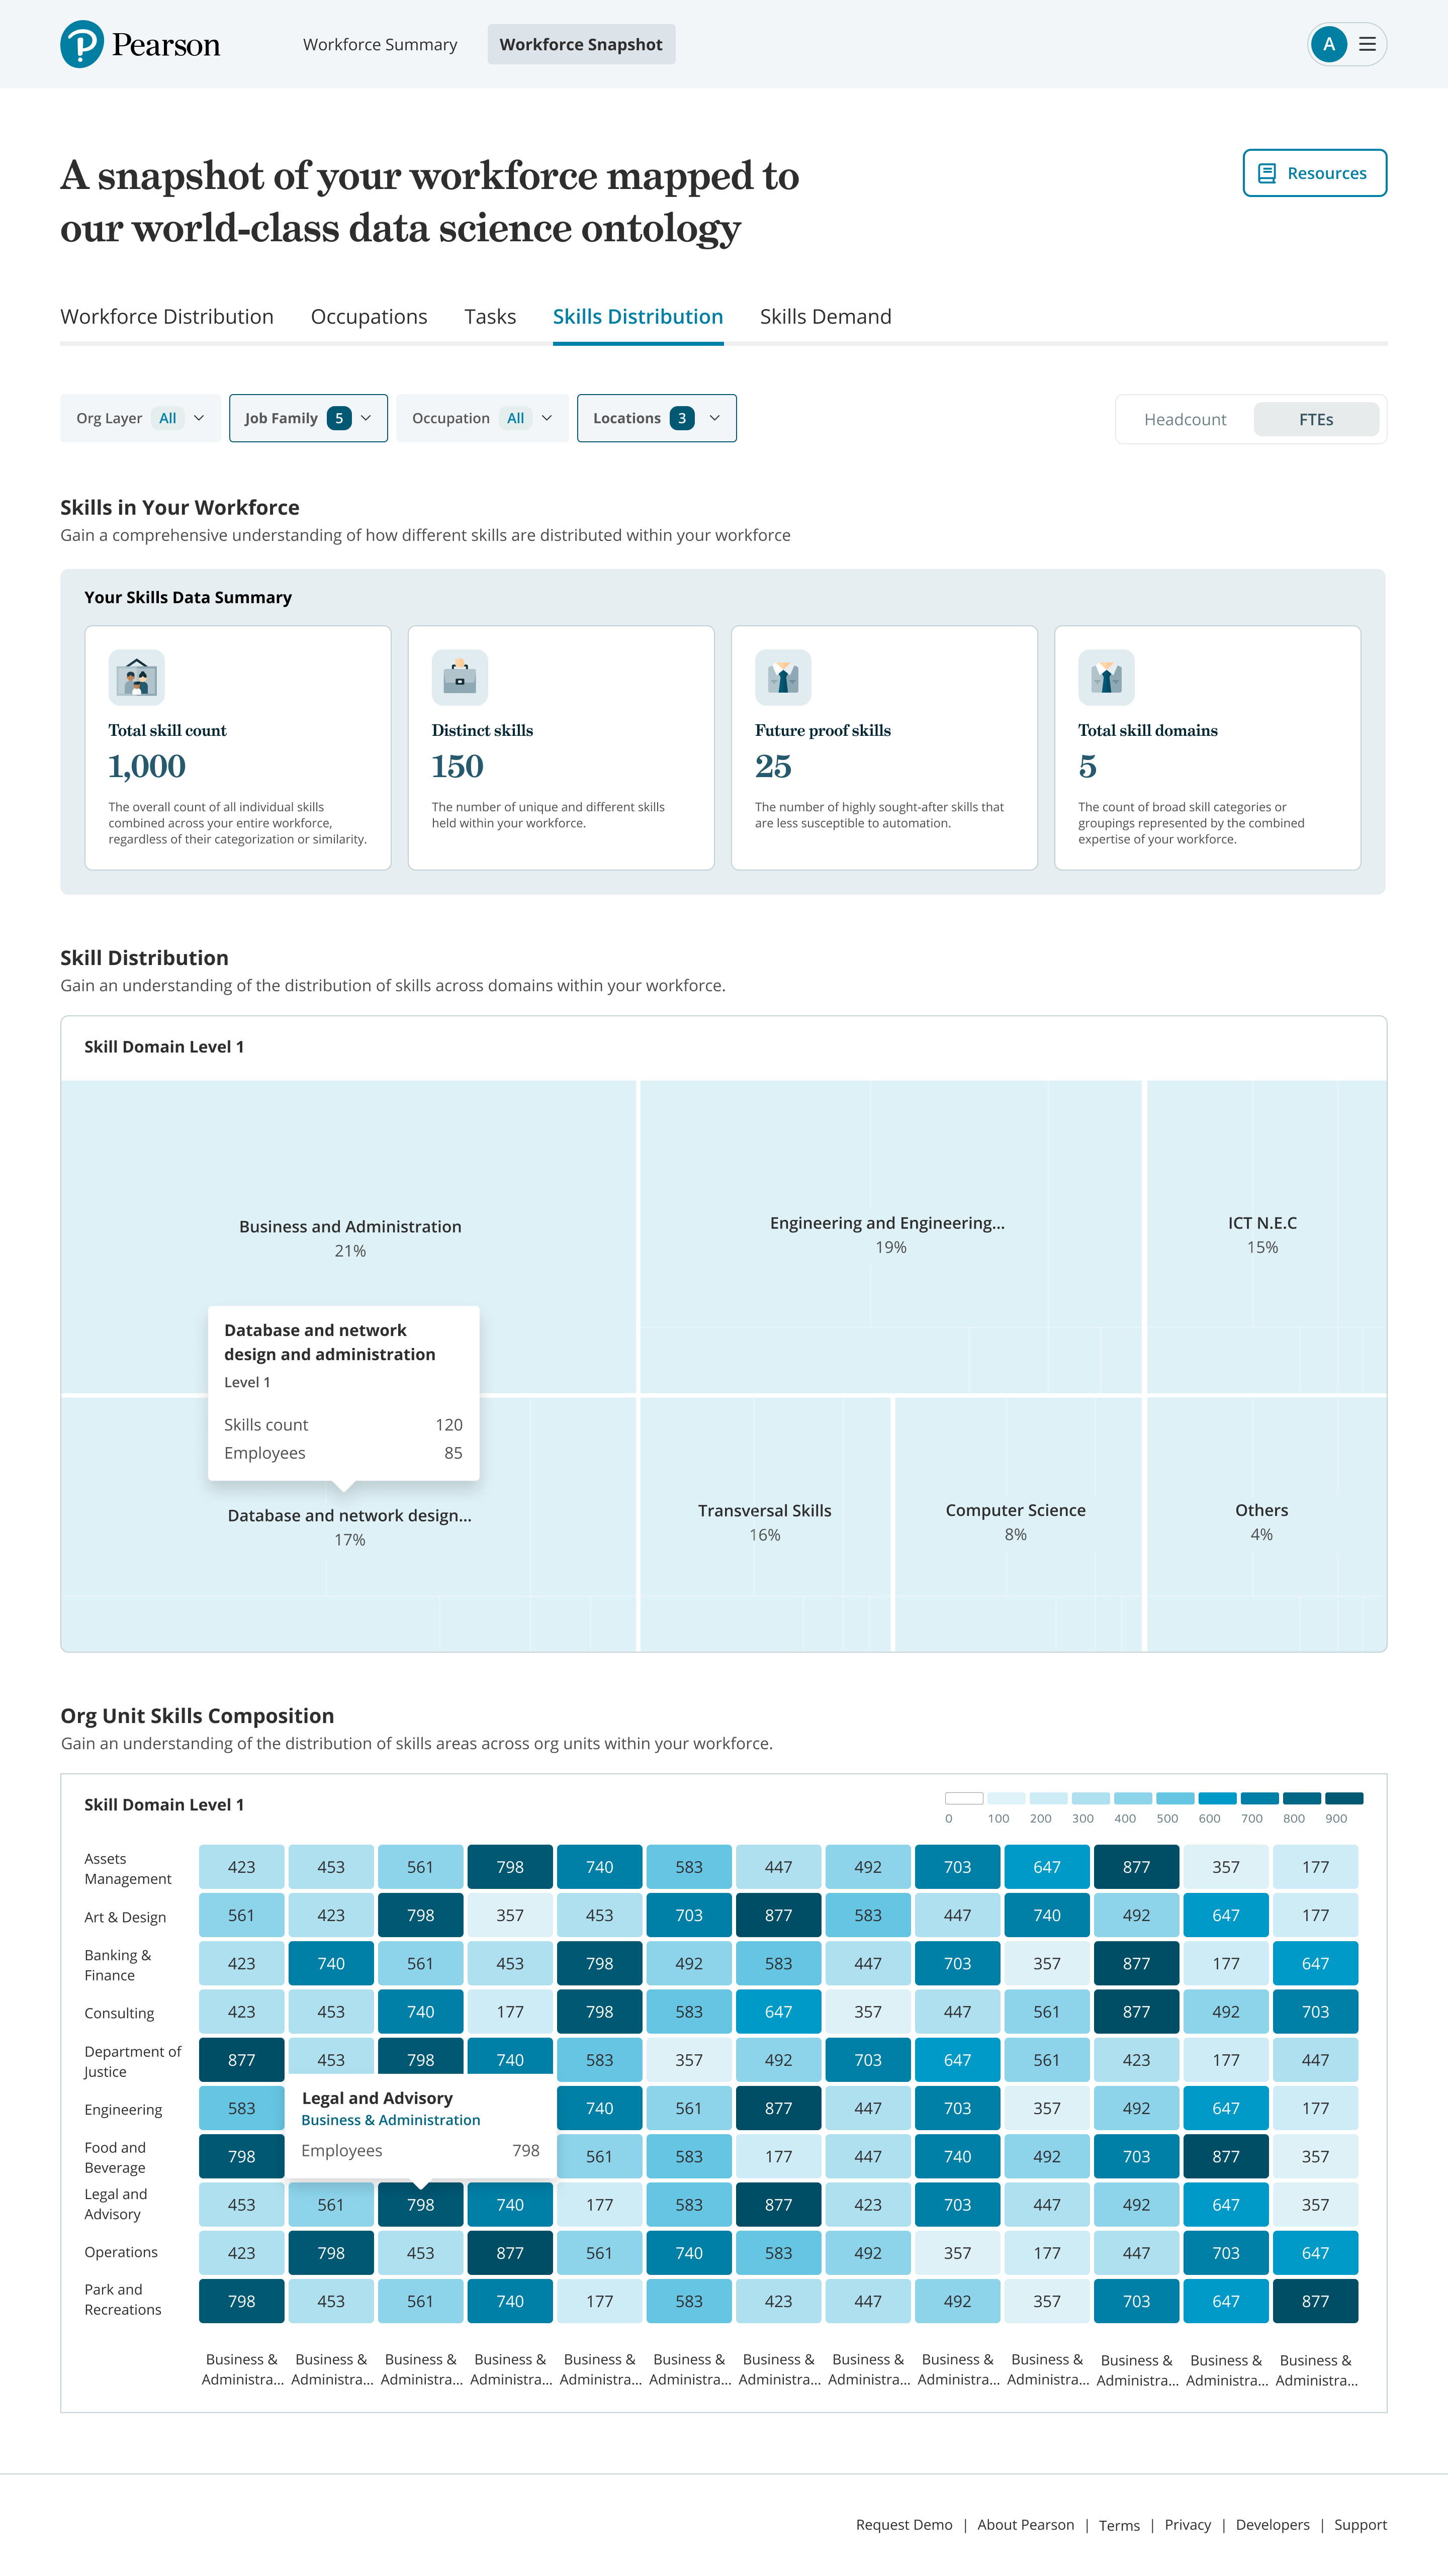 Pearson
Workforce Summary
Workforce Snapshot
A
A snapshot of your workforce mapped to
our world-class data science ontology
Resources
Workforce Distribution
Occupations
Tasks
Skills Distribution
Skills Demand
Org Layer All
Job Family 5
Occupation All
Locations 3
Headcount
FTEs
Skills in Your Workforce
Gain a comprehensive understanding of how different skills are distributed within your workforce
Your Skills Data Summary
Total skill count
1,000
The overall count of all individual skills
combined across your entire workforce,
regardless of their categorization or similarity.
Distinct skills
150
The number of unique and different skills
held within your workforce.
Future proof skills
25
The number of highly sought-after skills that
are less susceptible to automation.
Total skill domains
5
The count of broad skill categories or
groupings represented by the combined
expertise of your workforce.
Skill Distribution
Gain an understanding of the distribution of skills across domains within your workforce.
Skill Domain Level 1
Business and Administration
21%
Engineering and Engineering...
19%
ICT N.E.C
15%
Database and network
design and administration
Level 1
Skills count 120
Employees 85
Database and network design...
17%
Transversal Skills
16%
Computer Science
8%
Others
4%
Org Unit Skills Composition
Gain an understanding of the distribution of skills areas across org units within your workforce.
Skill Domain Level 1
0 100 200 300 400 500 600 700 800 900
Assets
Management
423 453 561 798 740 583 447 492 703 647 877 357 177
Art & Design
561 423 798 357 453 703 877 583 447 740 492 647 177
Banking &
Finance
423 740 561 453 798 492 583 447 703 357 877 177 647
Consulting
423 453 740 177 798 583 647 357 447 561 877 492 703
Department of
Justice
877 453 798 740 583 357 492 703 647 561 423 177 447
Legal and Advisory
Business & Administration
Employees 798
Engineering
583 740 561 877 447 703 357 492 647 177
Food and
Beverage
798 561 583 177 447 740 492 703 877 357
Legal and
Advisory
453 561 798 740 177 583 877 423 703 447 492 647 357
Operations
423 798 453 877 561 740 583 492 357 177 447 703 647
Park and
Recreations
798 453 561 740 177 583 423 447 492 357 703 647 877
Business & Business & Business & Business & Business & Business & Business & Business & Business & Business & Business & Business & Business &
Administra... Administra... Administra... Administra... Administra... Administra... Administra... Administra... Administra... Administra... Administra... Administra... Administra...
Request Demo | About Pearson | Terms | Privacy | Developers | Support